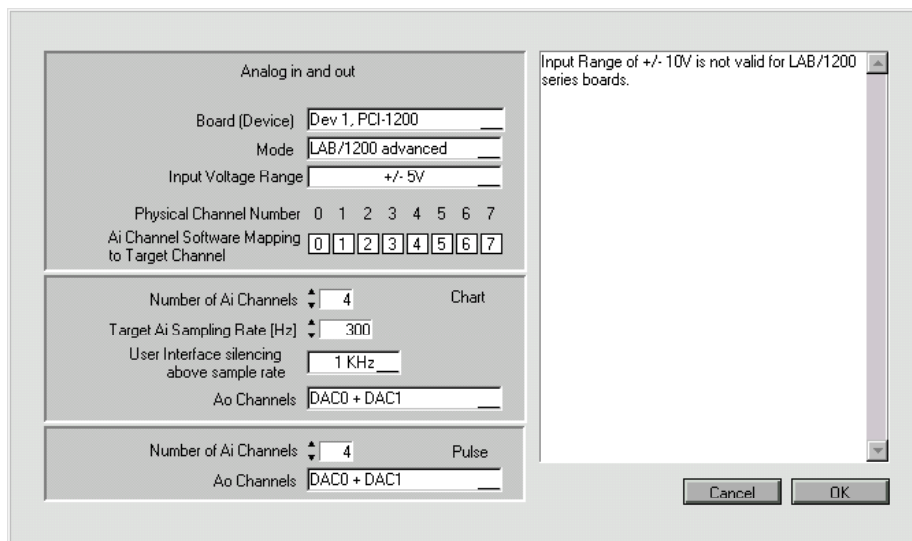 Analog in and out
Board (Device) Dev 1, PCI-1200
Mode LAB/1200 advanced
Input Voltage Range +/- 5V
Physical Channel Number 0 1 2 3 4 5 6 7
Ai Channel Software Mapping
to Target Channel 0 1 2 3 4 5 6 7
Number of Ai Channels 4 Chart
Target Ai Sampling Rate [Hz] 300
User Interface silencing
above sample rate 1 KHz
Ao Channels DAC0 + DAC1
Number of Ai Channels 4 Pulse
Ao Channels DAC0 + DAC1
Input Range of +/- 10V is not valid for LAB/1200
series boards.
Cancel OK